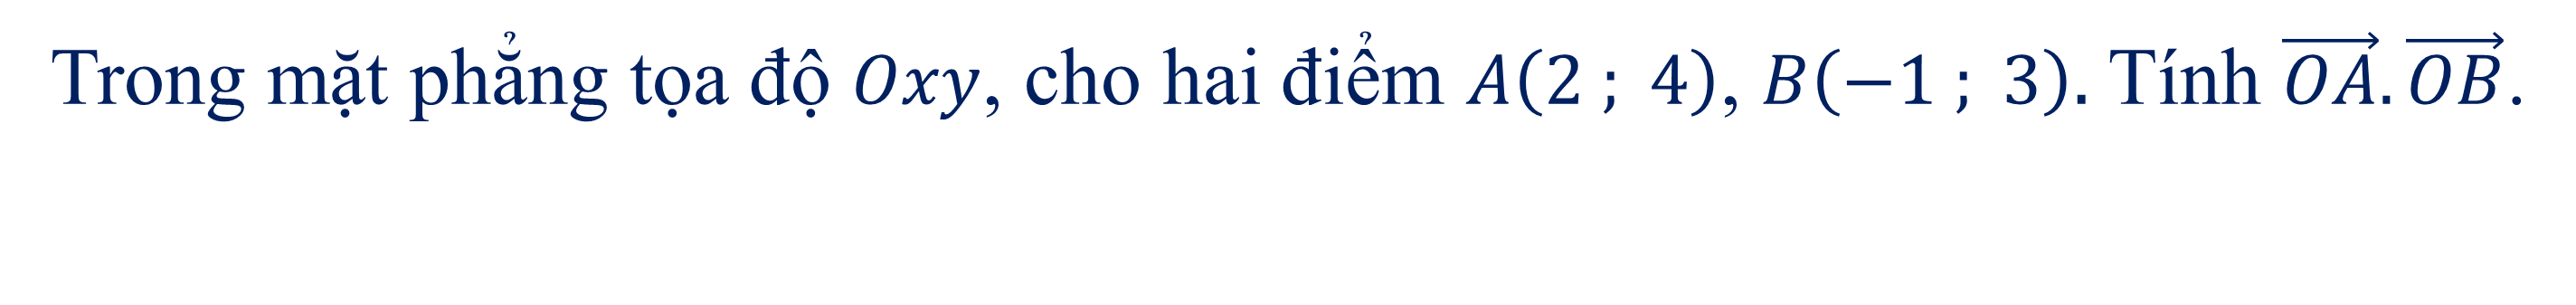 Trong mặt phẳng tọa độ Oxy, cho hai điểm A(2 ; 4), B(−1 ; 3). Tính $\overrightarrow{OA}.\overrightarrow{OB}$.